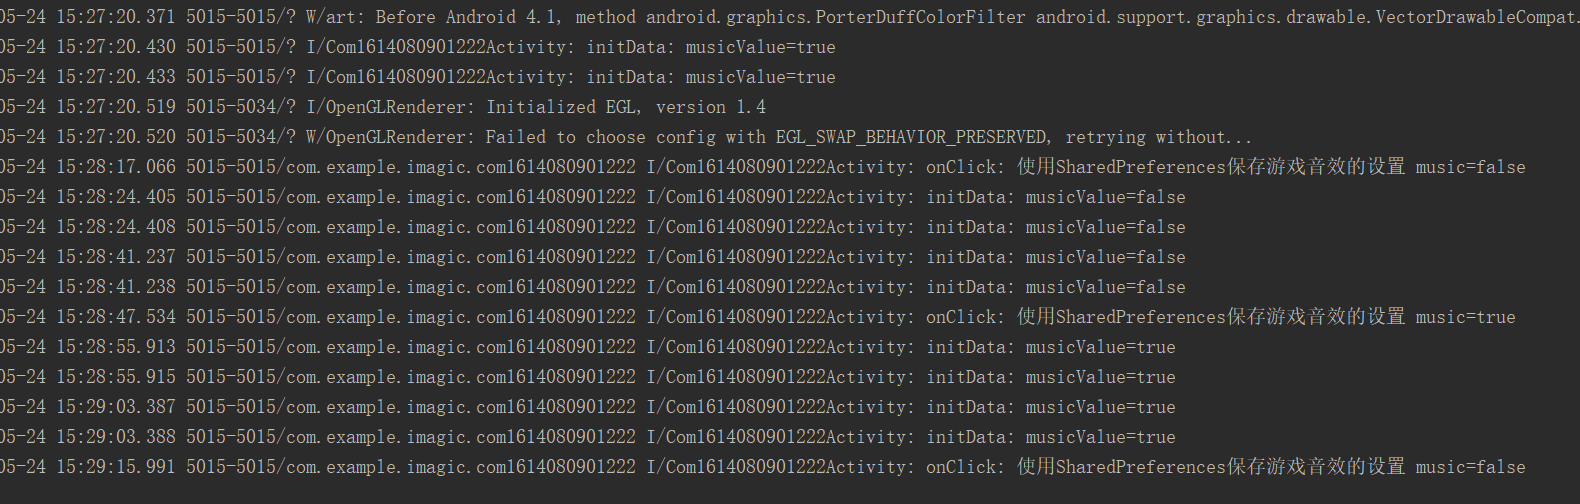 05-24 15:27:20.371 5015-5015/? W/art: Before Android 4.1, method android.graphics.PorterDuffColorFilter android.support.graphics.drawable.VectorDrawableCompat.
05-24 15:27:20.430 5015-5015/? I/Com1614080901222Activity: initData: musicValue=true
05-24 15:27:20.433 5015-5015/? I/Com1614080901222Activity: initData: musicValue=true
05-24 15:27:20.519 5015-5034/? I/OpenGLRenderer: Initialized EGL, version 1.4
05-24 15:27:20.520 5015-5034/? W/OpenGLRenderer: Failed to choose config with EGL_SWAP_BEHAVIOR_PRESERVED, retrying without...
05-24 15:28:17.066 5015-5015/com.example.imagic.com1614080901222 I/Com1614080901222Activity: onClick: 使用SharedPreferences保存游戏音效的设置 music=false
05-24 15:28:24.405 5015-5015/com.example.imagic.com1614080901222 I/Com1614080901222Activity: initData: musicValue=false
05-24 15:28:24.408 5015-5015/com.example.imagic.com1614080901222 I/Com1614080901222Activity: initData: musicValue=false
05-24 15:28:41.237 5015-5015/com.example.imagic.com1614080901222 I/Com1614080901222Activity: initData: musicValue=false
05-24 15:28:41.238 5015-5015/com.example.imagic.com1614080901222 I/Com1614080901222Activity: initData: musicValue=false
05-24 15:28:47.534 5015-5015/com.example.imagic.com1614080901222 I/Com1614080901222Activity: onClick: 使用SharedPreferences保存游戏音效的设置 music=true
05-24 15:28:55.913 5015-5015/com.example.imagic.com1614080901222 I/Com1614080901222Activity: initData: musicValue=true
05-24 15:28:55.915 5015-5015/com.example.imagic.com1614080901222 I/Com1614080901222Activity: initData: musicValue=true
05-24 15:29:03.387 5015-5015/com.example.imagic.com1614080901222 I/Com1614080901222Activity: initData: musicValue=true
05-24 15:29:03.388 5015-5015/com.example.imagic.com1614080901222 I/Com1614080901222Activity: initData: musicValue=true
05-24 15:29:15.991 5015-5015/com.example.imagic.com1614080901222 I/Com1614080901222Activity: onClick: 使用SharedPreferences保存游戏音效的设置 music=false